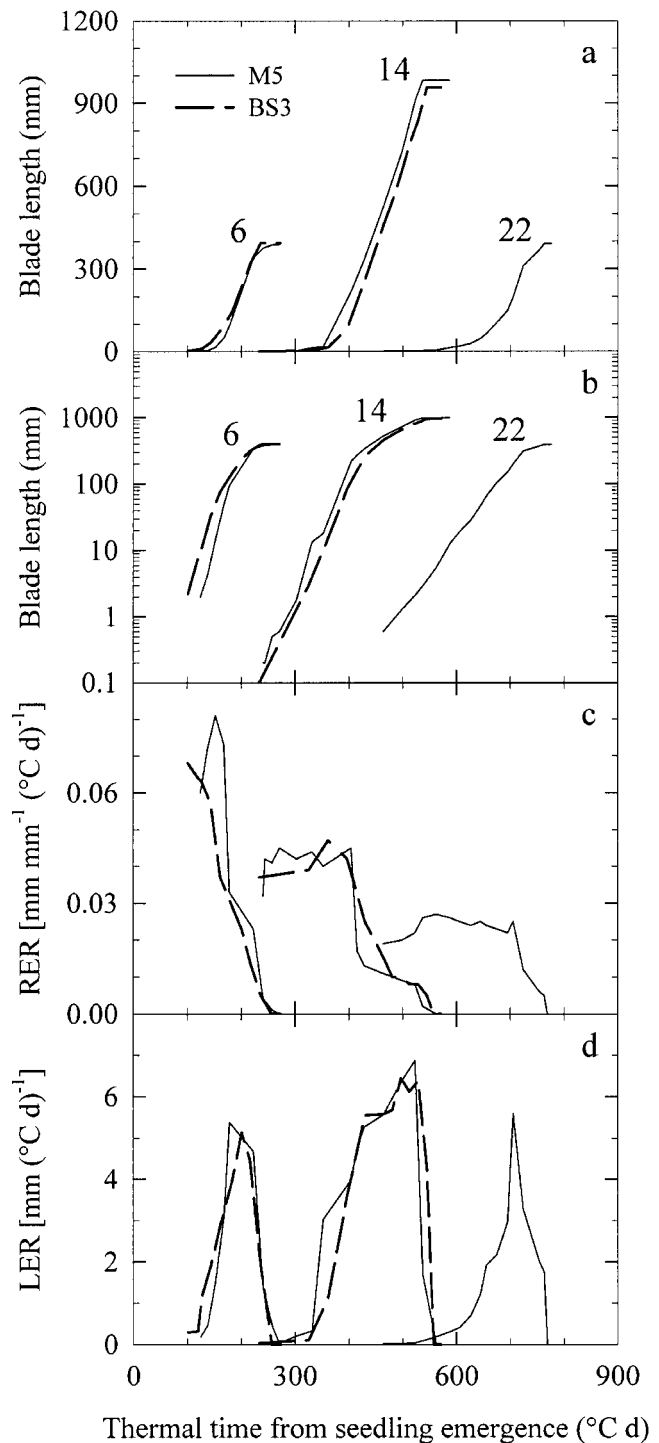 1200
a
M5
BS3
14
900
600
6
22
300
0
Blade length (mm)
b
1000
6
14
22
100
10
1
0.1
Blade length (mm)
c
0.06
0.03
0.00
RER [mm mm⁻¹ (°C d)⁻¹]
d
6
4
2
0
LER [mm (°C d)⁻¹]
0 300 600 900
Thermal time from seedling emergence (°C d)